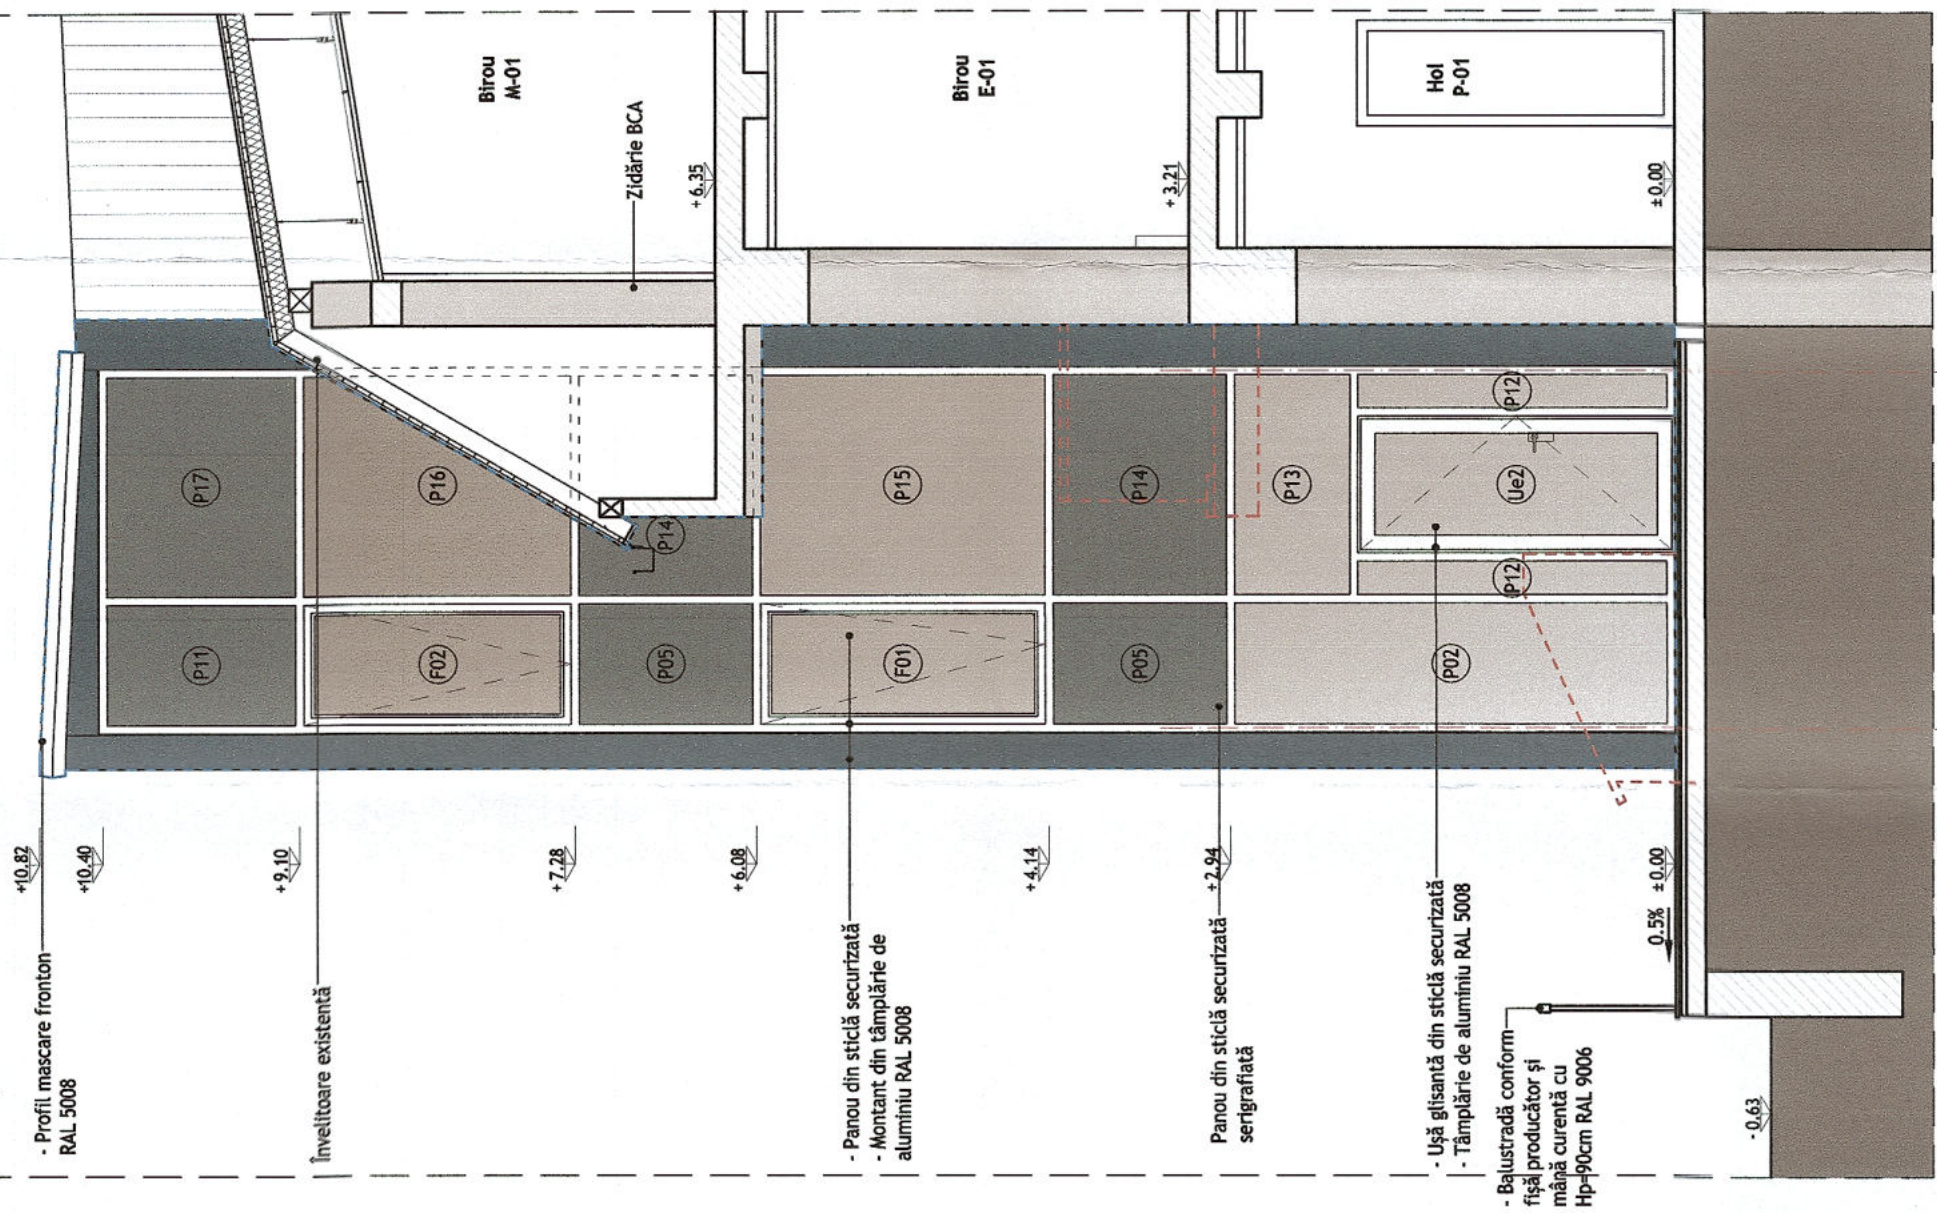 - Profil mascare fronton
RAL 5008
Învelitoare existentă
- Panou din sticlă securizată
- Montant din tâmplărie de
aluminiu RAL 5008
Panou din sticlă securizată
serigrafiată
- Ușă glisantă din sticlă securizată
- Tâmplărie de aluminiu RAL 5008
- Balustradă conform
fișă producător și
mână curentă cu
Hp=90cm RAL 9006
+10.82
+10.40
+9.10
+7.28
+6.08
+4.14
+2.94
±0.00
0.5%
-0.63
P11
F02
P05
F01
P05
P02
P17
P16
P14
P15
P14
P13
P12
Ue2
P12
Zidărie BCA
+6.35
+3.21
±0.00
Birou
M-01
Birou
E-01
Hol
P-01